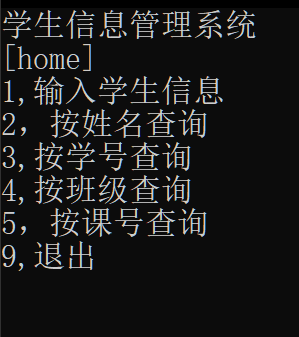 学生信息管理系统
[home]
1,输入学生信息
2，按姓名查询
3,按学号查询
4,按班级查询
5，按课号查询
9,退出